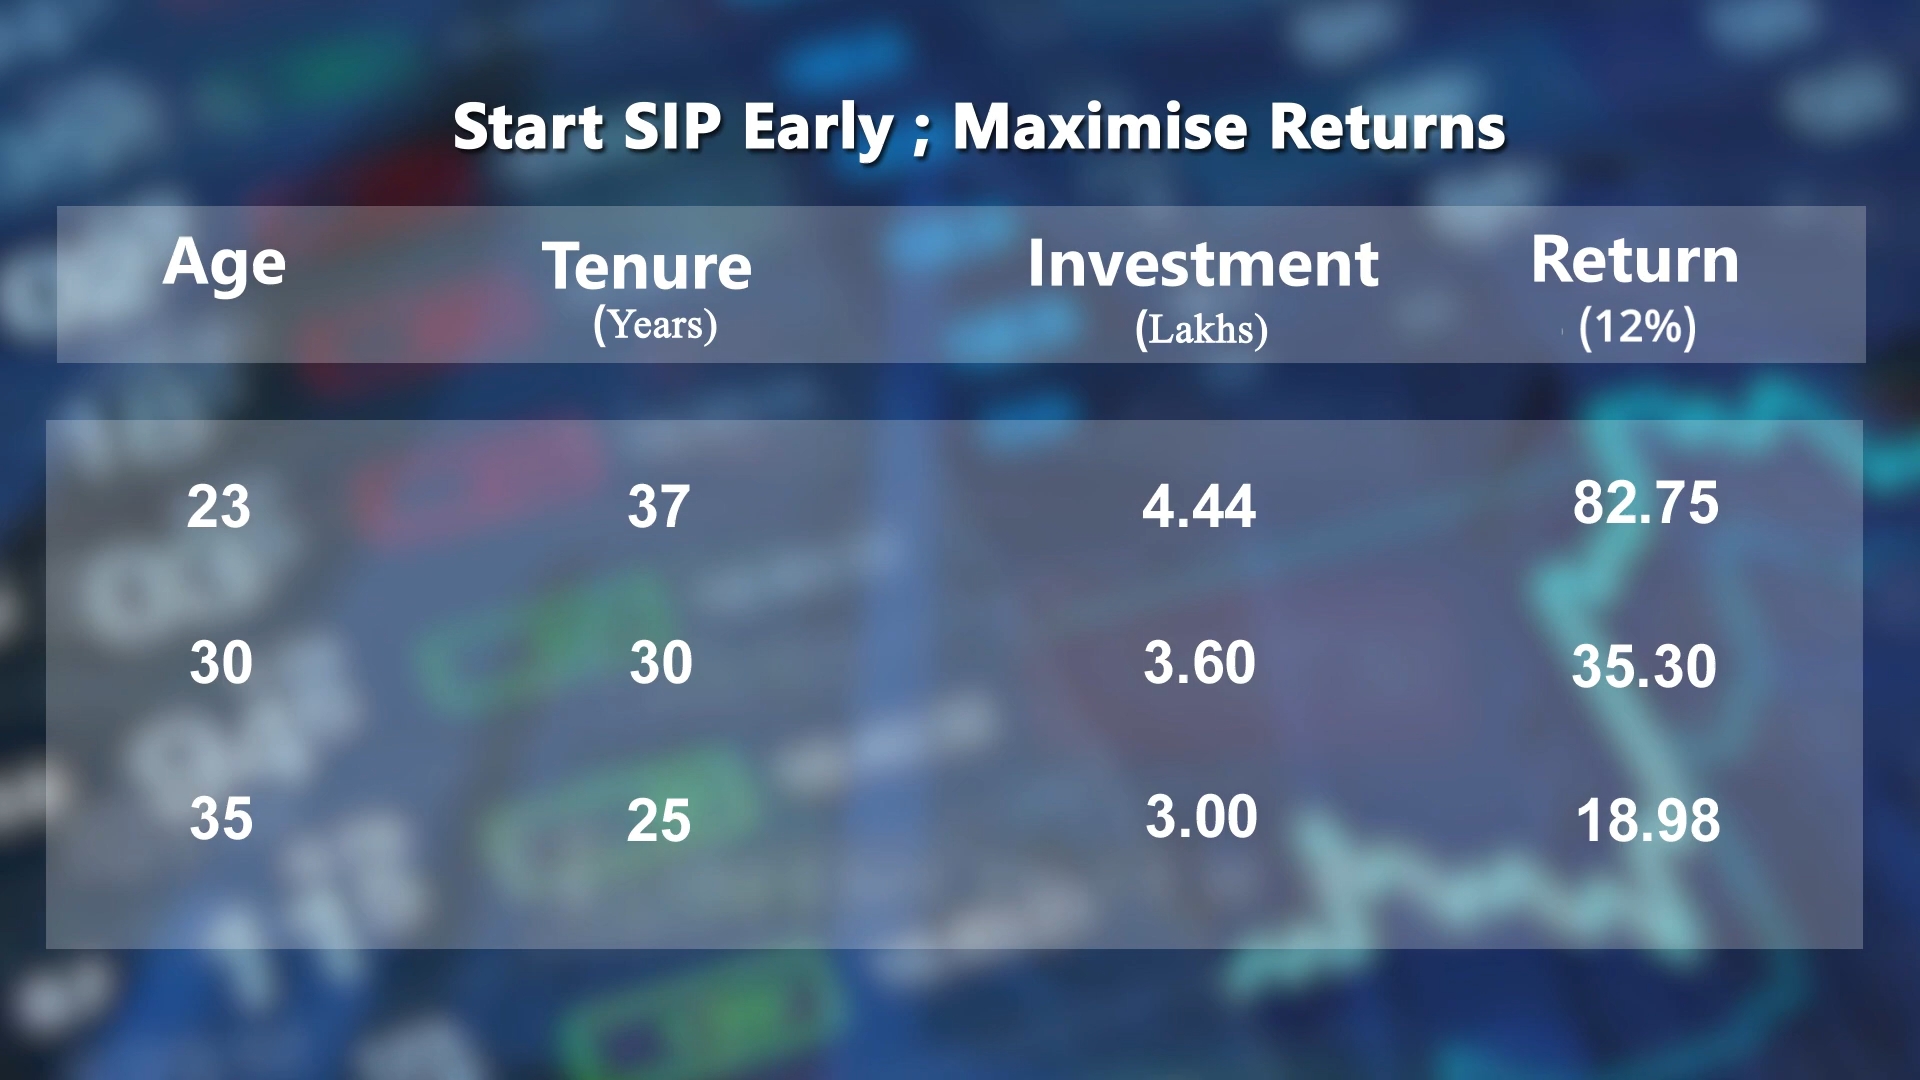 Start SIP Early ; Maximise Returns
Age Tenure Investment Return
(Years) (Lakhs) (12%)
23 37 4.44 82.75
30 30 3.60 35.30
35 25 3.00 18.98